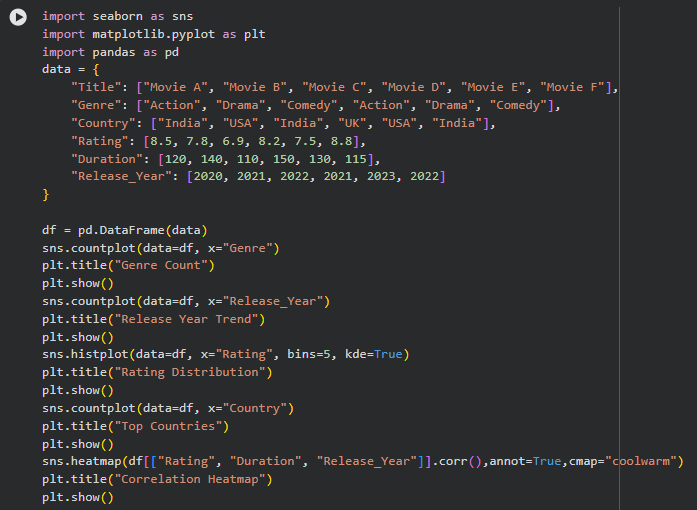 import seaborn as sns
import matplotlib.pyplot as plt
import pandas as pd
data = {
    "Title": ["Movie A", "Movie B", "Movie C", "Movie D", "Movie E", "Movie F"],
    "Genre": ["Action", "Drama", "Comedy", "Action", "Drama", "Comedy"],
    "Country": ["India", "USA", "India", "UK", "USA", "India"],
    "Rating": [8.5, 7.8, 6.9, 8.2, 7.5, 8.8],
    "Duration": [120, 140, 110, 150, 130, 115],
    "Release_Year": [2020, 2021, 2022, 2021, 2023, 2022]
}

df = pd.DataFrame(data)
sns.countplot(data=df, x="Genre")
plt.title("Genre Count")
plt.show()
sns.countplot(data=df, x="Release_Year")
plt.title("Release Year Trend")
plt.show()
sns.histplot(data=df, x="Rating", bins=5, kde=True)
plt.title("Rating Distribution")
plt.show()
sns.countplot(data=df, x="Country")
plt.title("Top Countries")
plt.show()
sns.heatmap(df[["Rating", "Duration", "Release_Year"]].corr(),annot=True,cmap="coolwarm")
plt.title("Correlation Heatmap")
plt.show()